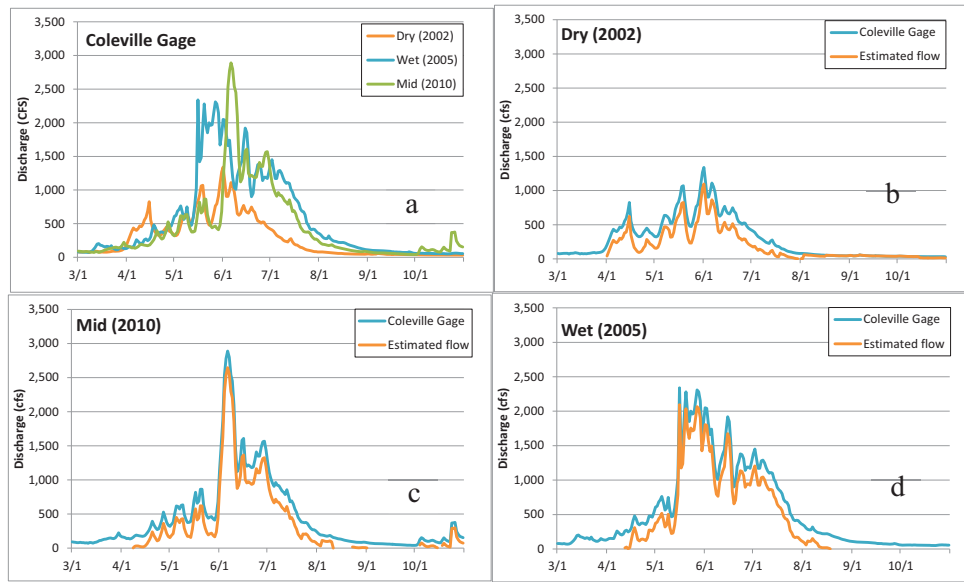 Coleville Gage
Dry (2002)
Wet (2005)
Mid (2010)
Discharge (CFS)
3,500
3,000
2,500
2,000
1,500
1,000
500
0
3/1 4/1 5/1 6/1 7/1 8/1 9/1 10/1
a
Dry (2002)
Coleville Gage
Estimated flow
Discharge (cfs)
3,500
3,000
2,500
2,000
1,500
1,000
500
0
3/1 4/1 5/1 6/1 7/1 8/1 9/1 10/1
b
Mid (2010)
Coleville Gage
Estimated flow
Discharge (cfs)
3,500
3,000
2,500
2,000
1,500
1,000
500
0
3/1 4/1 5/1 6/1 7/1 8/1 9/1 10/1
c
Wet (2005)
Coleville Gage
Estimated flow
Discharge (cfs)
3,500
3,000
2,500
2,000
1,500
1,000
500
0
3/1 4/1 5/1 6/1 7/1 8/1 9/1 10/1
d